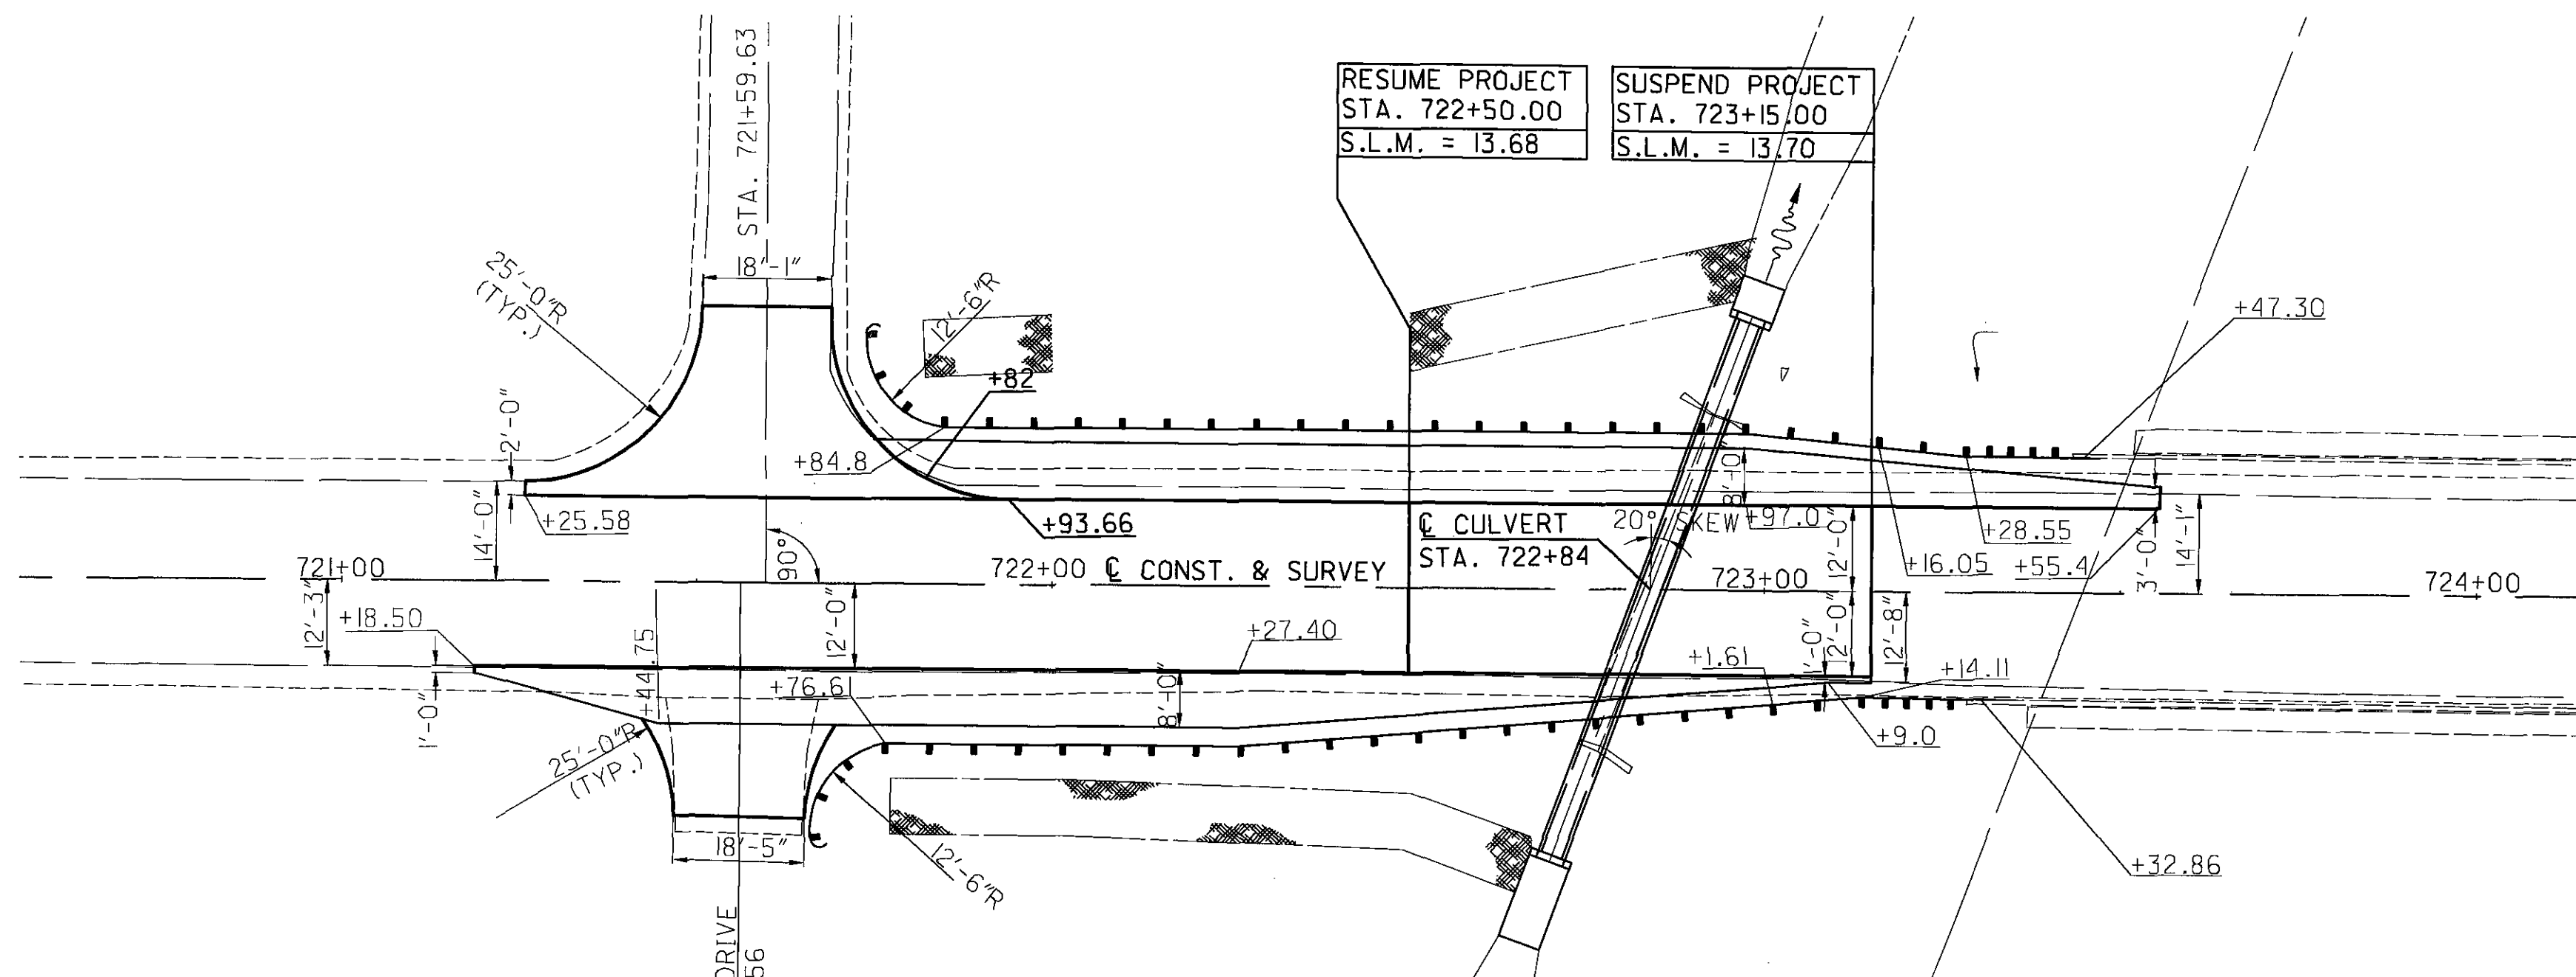 STA. 721+59.63
RESUME PROJECT
STA. 722+50.00
S.L.M. = 13.68
SUSPEND PROJECT
STA. 723+15.00
S.L.M. = 13.70
25'-0"R
(TYP.)
18'-1"
12'-6"R
+82
+47.30
2'-0"
+84.8
14'-0"
+25.58
+93.66
8'-0"
℄ CULVERT
STA. 722+84
20° SKEW
+97.0
12'-0"
+28.55
+16.05
+55.4
3'-0"
14'-1"
721+00
90°
722+00
℄ CONST. & SURVEY
723+00
724+00
12'-3"
+18.50
+44.75
12'-0"
+27.40
+1.61
1'-0"
12'-0"
12'-8"
+14.11
1'-0"
+76.6
8'-0"
+9.0
25'-0"R
(TYP.)
18'-5"
12'-6"R
+32.86
DRIVE
56